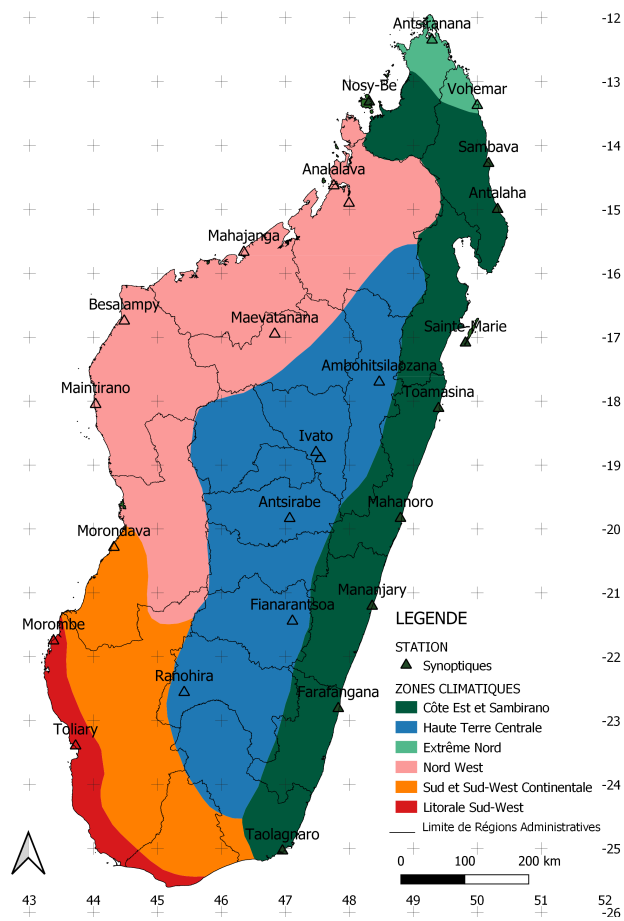 -12
Antsiranana
-13
Nosy-Be
Vohemar
-14
Sambava
Analalava
Antalaha
-15
Mahajanga
-16
Besalampy
Maevatanana
Sainte-Marie
-17
Ambohitsilaozana
Toamasina
Maintirano
-18
Ivato
-19
Antsirabe
Mahanoro
-20
Morondava
-21
Mananjary
Fianarantsoa
Morombe
Ranohira
Farafangana
Toliary
-23
-24
Taolagnaro
-25
LEGENDE
STATION
Synoptiques
ZONES CLIMATIQUES
Côte Est et Sambirano
Haute Terre Centrale
Extrême Nord
Nord West
Sud et Sud-West Continentale
Litorale Sud-West
Limite de Régions Administratives
0 100 200 km
43 44 45 46 47 48 49 50 51 52
-26